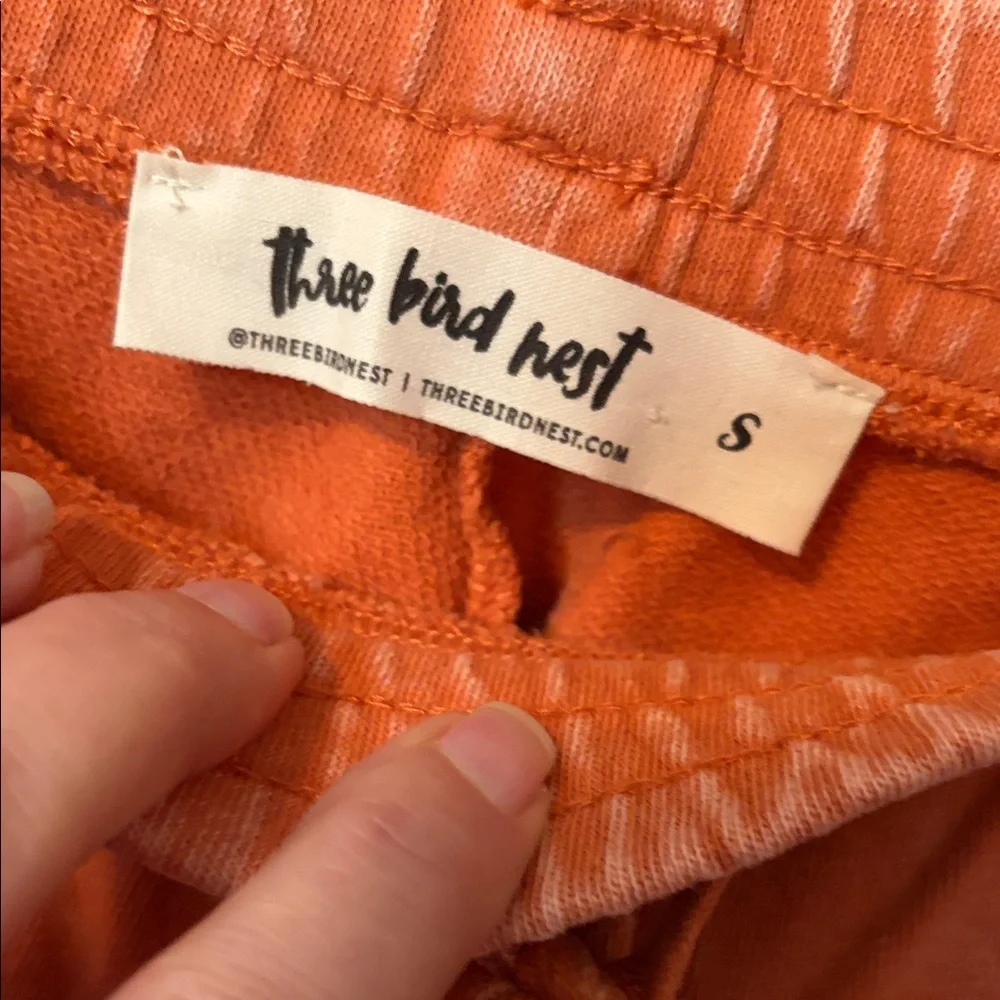 three bird nest
@THREEBIRDNEST | THREEBIRDNEST.COM
S